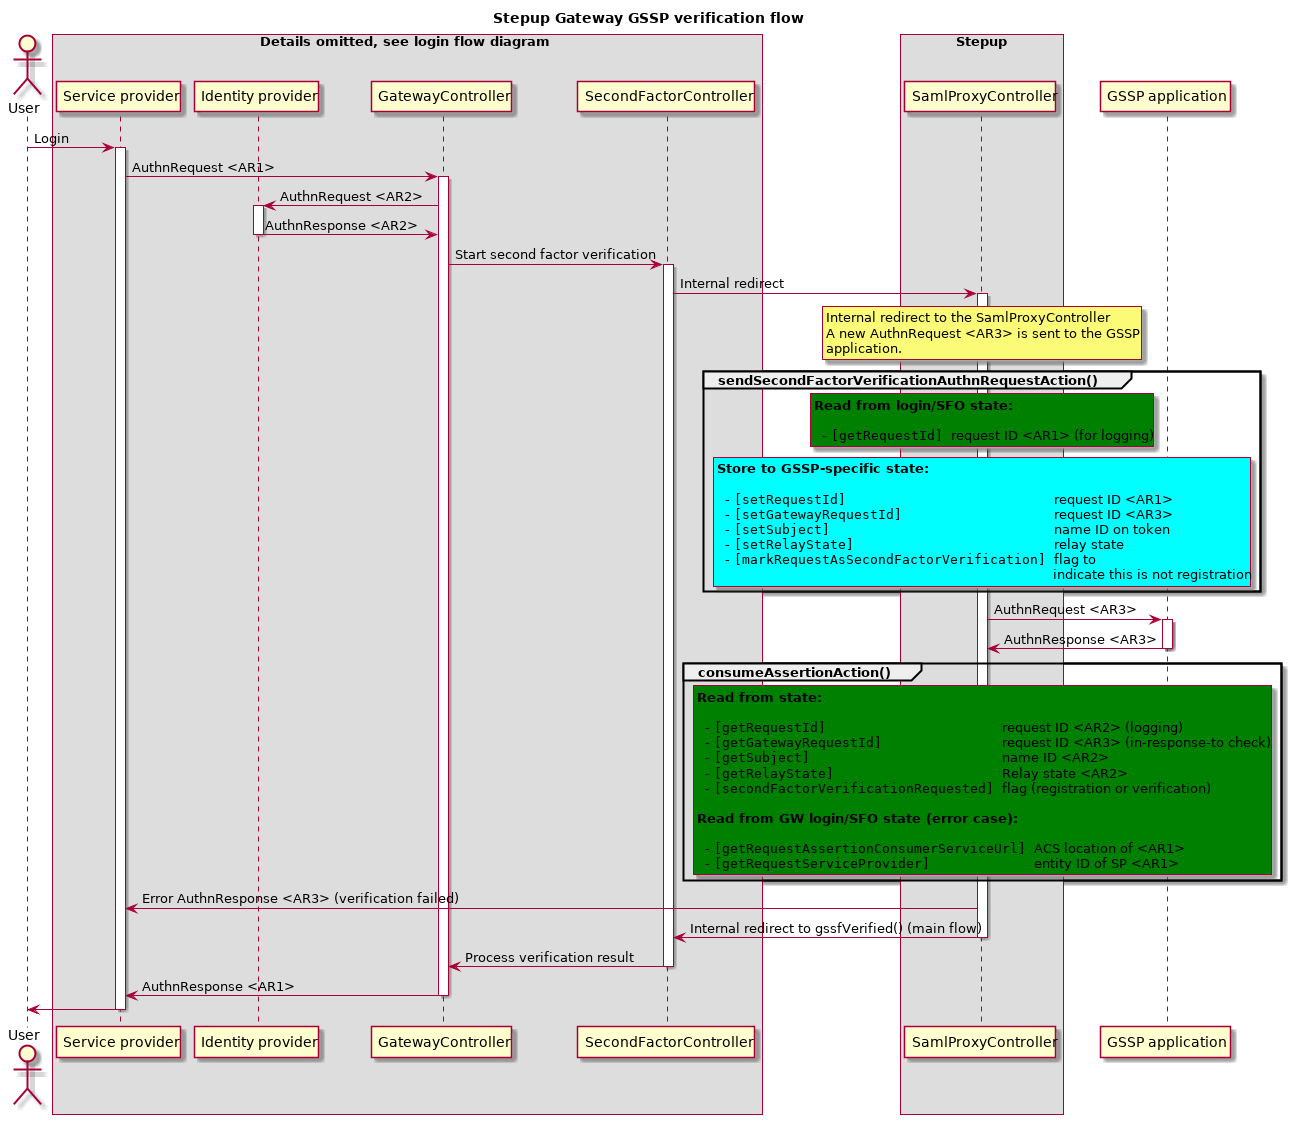 Stepup Gateway GSSP verification flow
Details omitted, see login flow diagram
Stepup
User
Service provider
Identity provider
GatewayController
SecondFactorController
SamlProxyController
GSSP application
Login
AuthnRequest <AR1>
AuthnRequest <AR2>
AuthnResponse <AR2>
Start second factor verification
Internal redirect
Internal redirect to the SamlProxyController
A new AuthnRequest <AR3> is sent to the GSSP
application.
sendSecondFactorVerificationAuthnRequestAction()
Read from login/SFO state:
- [getRequestId] request ID <AR1> (for logging)
Store to GSSP-specific state:
- [setRequestId] request ID <AR1>
- [setGatewayRequestId] request ID <AR3>
- [setSubject] name ID on token
- [setRelayState] relay state
- [markRequestAsSecondFactorVerification] flag to
indicate this is not registration
AuthnRequest <AR3>
AuthnResponse <AR3>
consumeAssertionAction()
Read from state:
- [getRequestId] request ID <AR2> (logging)
- [getGatewayRequestId] request ID <AR3> (in-response-to check)
- [getSubject] name ID <AR2>
- [getRelayState] Relay state <AR2>
- [secondFactorVerificationRequested] flag (registration or verification)
Read from GW login/SFO state (error case):
- [getRequestAssertionConsumerServiceUrl] ACS location of <AR1>
- [getRequestServiceProvider] entity ID of SP <AR1>
Error AuthnResponse <AR3> (verification failed)
Internal redirect to gssfVerified() (main flow)
Process verification result
AuthnResponse <AR1>
User
Service provider
Identity provider
GatewayController
SecondFactorController
SamlProxyController
GSSP application